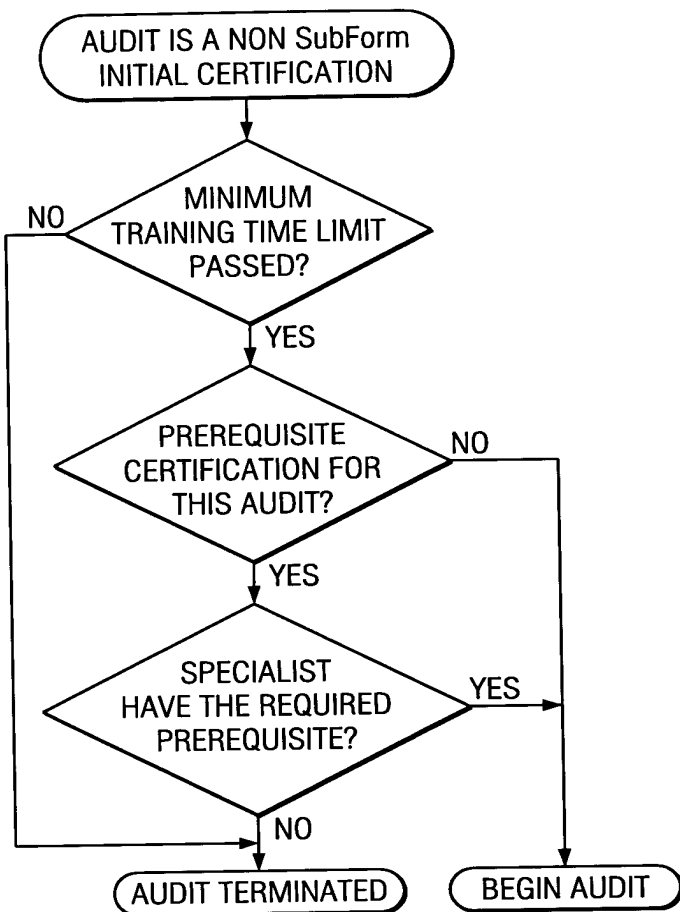 AUDIT IS A NON SubForm
INITIAL CERTIFICATION
MINIMUM
TRAINING TIME LIMIT
PASSED?
NO
YES
PREREQUISITE
CERTIFICATION FOR
THIS AUDIT?
NO
YES
SPECIALIST
HAVE THE REQUIRED
PREREQUISITE?
YES
NO
AUDIT TERMINATED
BEGIN AUDIT